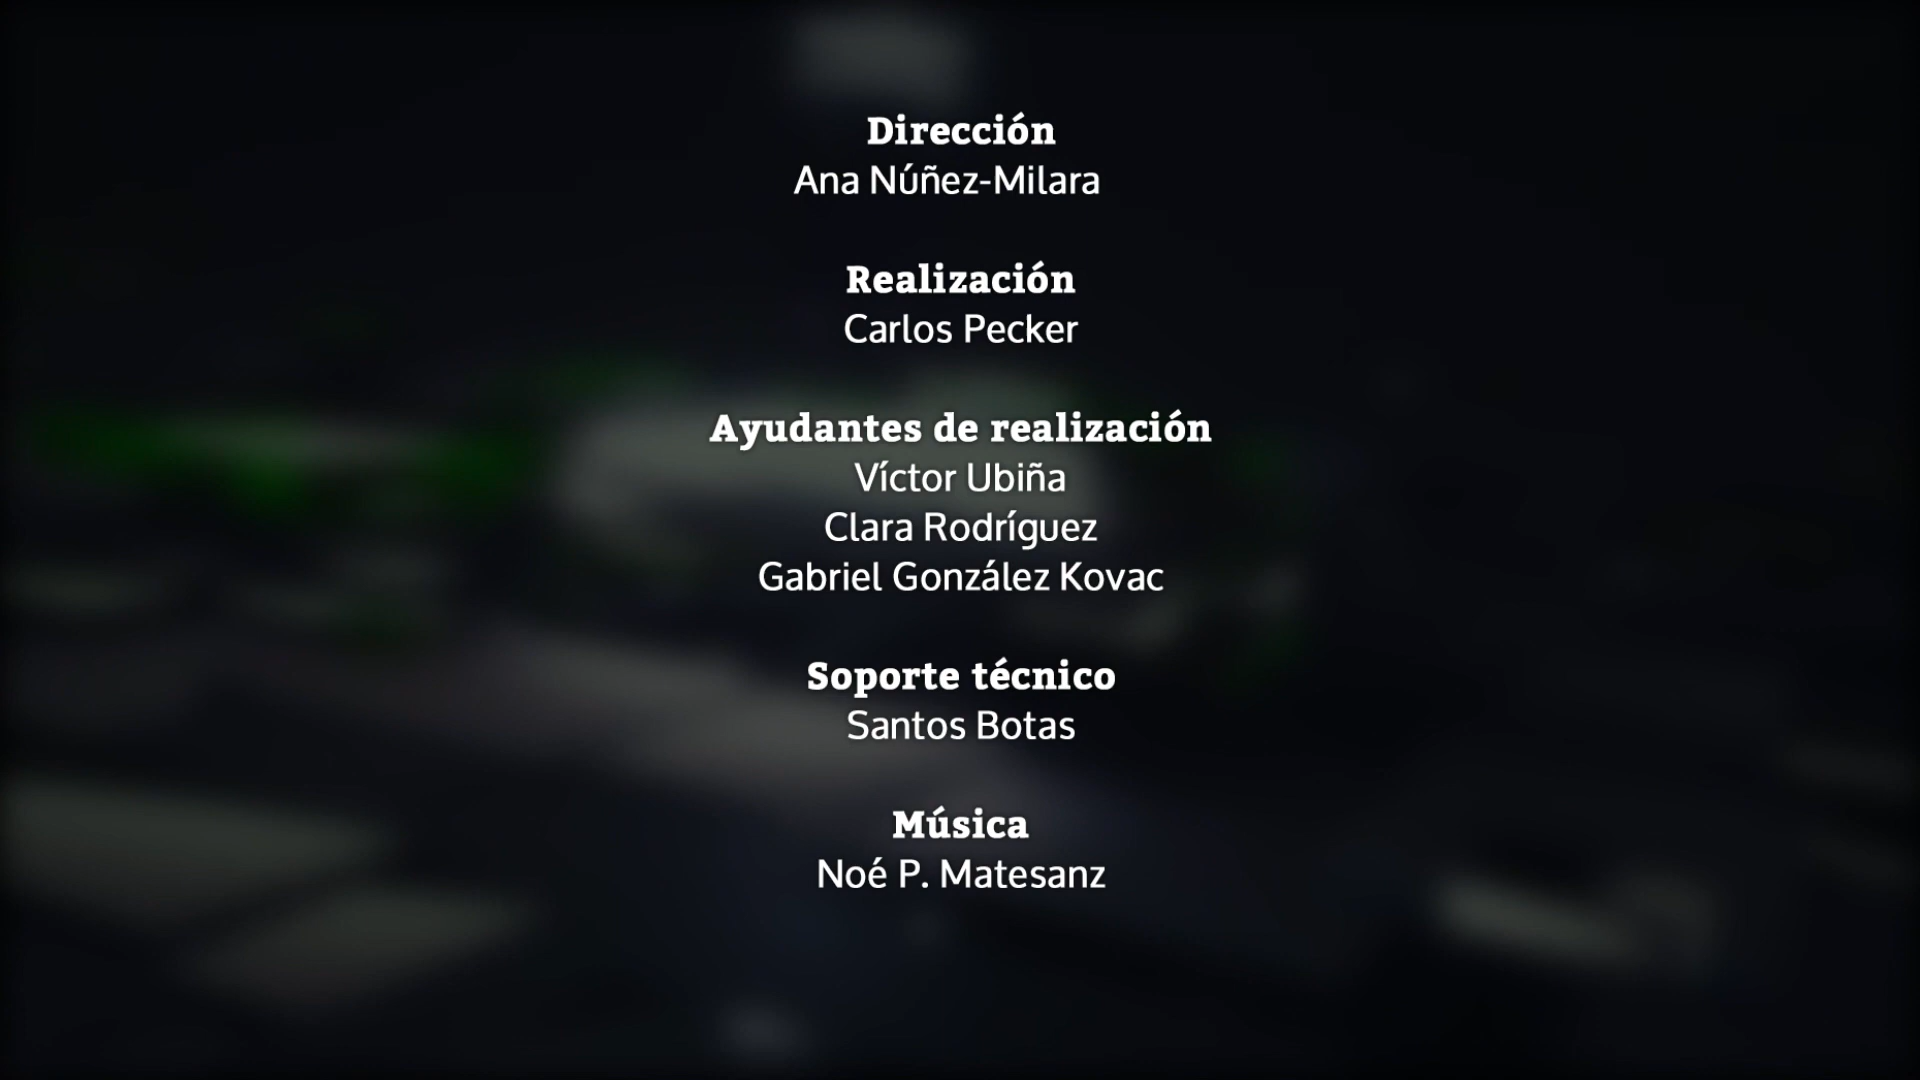 Dirección
Ana Núñez-Milara
Realización
Carlos Pecker
Ayudantes de realización
Víctor Ubiña
Clara Rodríguez
Gabriel González Kovac
Soporte técnico
Santos Botas
Música
Noé P. Matesanz